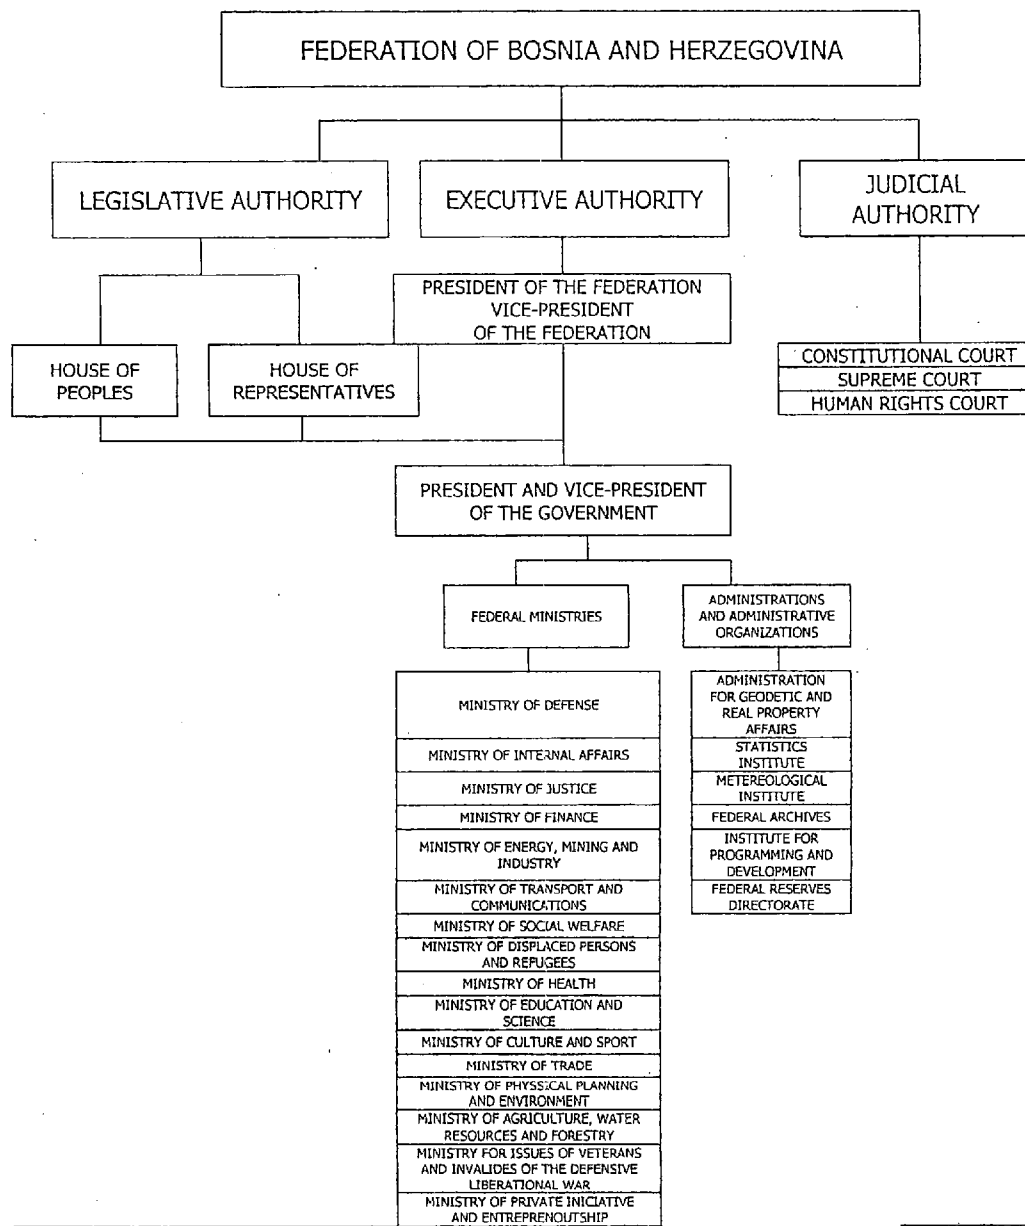 FEDERATION OF BOSNIA AND HERZEGOVINA
LEGISLATIVE AUTHORITY
EXECUTIVE AUTHORITY
JUDICIAL
AUTHORITY
PRESIDENT OF THE FEDERATION
VICE-PRESIDENT
OF THE FEDERATION
HOUSE OF
PEOPLES
HOUSE OF
REPRESENTATIVES
CONSTITUTIONAL COURT
SUPREME COURT
HUMAN RIGHTS COURT
PRESIDENT AND VICE-PRESIDENT
OF THE GOVERNMENT
FEDERAL MINISTRIES
ADMINISTRATIONS
AND ADMINISTRATIVE
ORGANIZATIONS
MINISTRY OF DEFENSE
MINISTRY OF INTERNAL AFFAIRS
MINISTRY OF JUSTICE
MINISTRY OF FINANCE
MINISTRY OF ENERGY, MINING AND
INDUSTRY
MINISTRY OF TRANSPORT AND
COMMUNICATIONS
MINISTRY OF SOCIAL WELFARE
MINISTRY OF DISPLACED PERSONS
AND REFUGEES
MINISTRY OF HEALTH
MINISTRY OF EDUCATION AND
SCIENCE
MINISTRY OF CULTURE AND SPORT
MINISTRY OF TRADE
MINISTRY OF PHYSICAL PLANNING
AND ENVIRONMENT
MINISTRY OF AGRICULTURE, WATER
RESOURCES AND FORESTRY
MINISTRY FOR ISSUES OF VETERANS
AND INVALIDES OF THE DEFENSIVE
LIBERATIONAL WAR
MINISTRY OF PRIVATE INICIATIVE
AND ENTREPRENOUTSHIP
ADMINISTRATION
FOR GEODETIC AND
REAL PROPERTY
AFFAIRS
STATISTICS
INSTITUTE
METEREOLOGICAL
INSTITUTE
FEDERAL ARCHIVES
INSTITUTE FOR
PROGRAMMING AND
DEVELOPMENT
FEDERAL RESERVES
DIRECTORATE